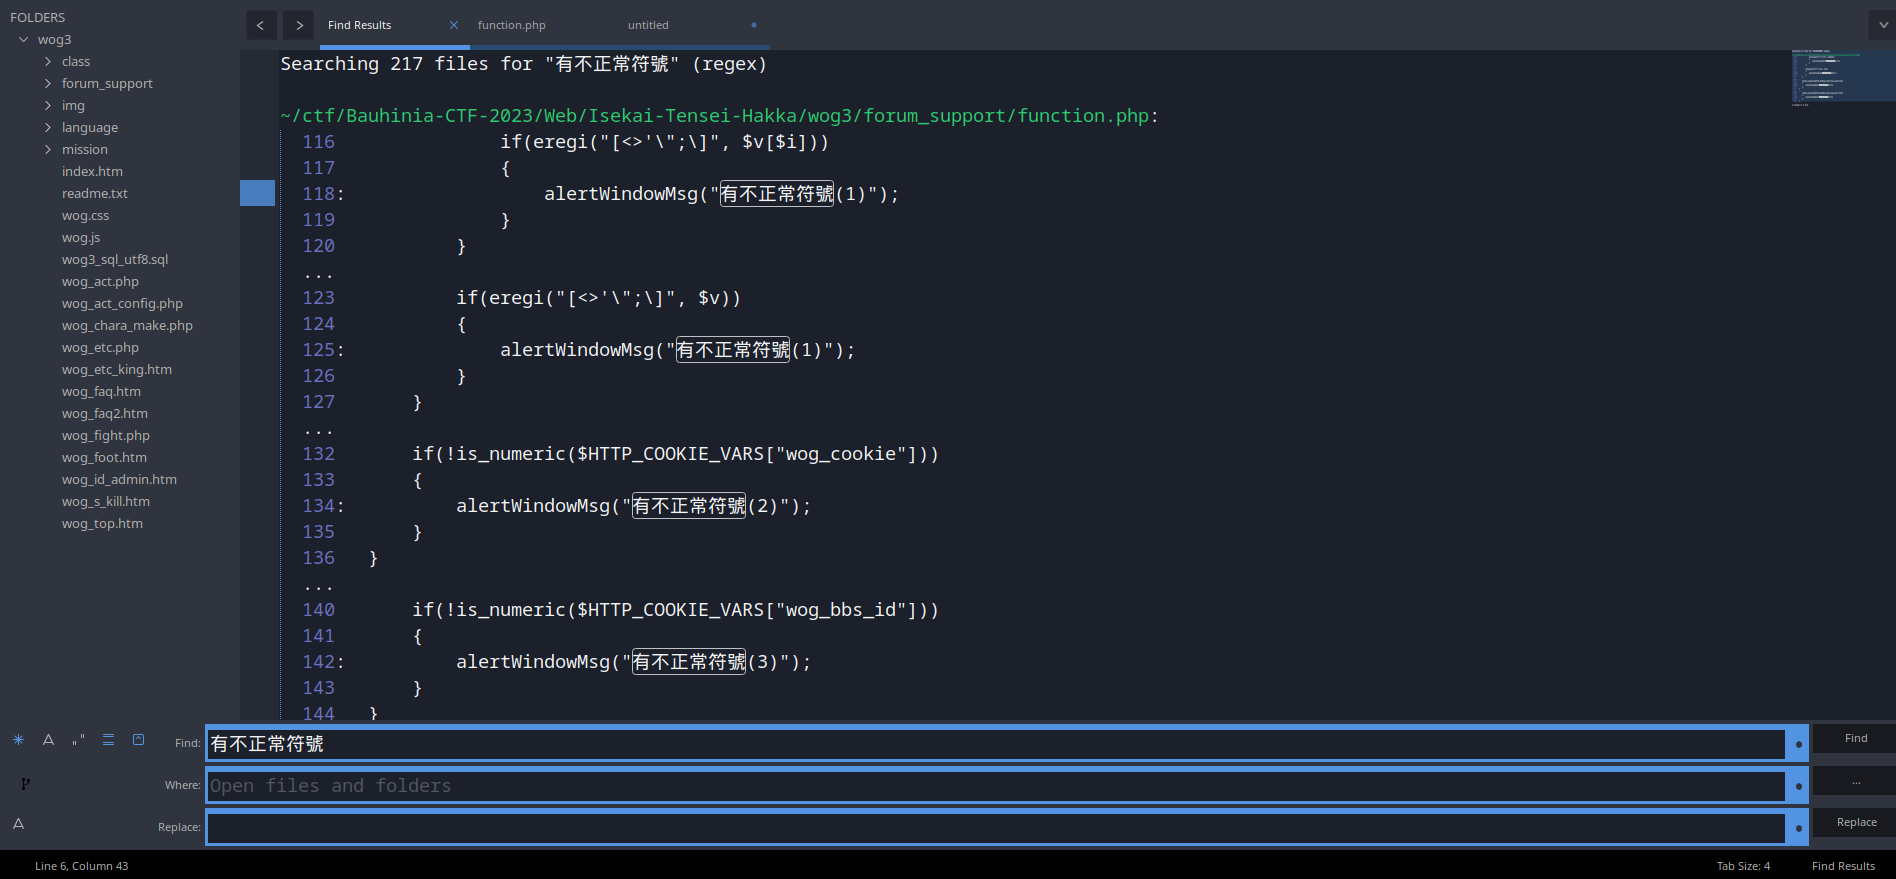 FOLDERS
wog3
class
forum_support
img
language
mission
index.htm
readme.txt
wog.css
wog.js
wog3_sql_utf8.sql
wog_act.php
wog_act_config.php
wog_chara_make.php
wog_etc.php
wog_etc_king.htm
wog_faq.htm
wog_faq2.htm
wog_fight.php
wog_foot.htm
wog_id_admin.htm
wog_s_kill.htm
wog_top.htm
Find Results function.php untitled
Searching 217 files for "有不正常符號" (regex)
~/ctf/Bauhinia-CTF-2023/Web/Isekai-Tensei-Hakka/wog3/forum_support/function.php:
116 if(eregi("[<>'\";\]", $v[$i]))
117 {
118: alertWindowMsg("有不正常符號(1)");
119 }
120 }
...
123 if(eregi("[<>'\";\]", $v))
124 {
125: alertWindowMsg("有不正常符號(1)");
126 }
127 }
...
132 if(!is_numeric($HTTP_COOKIE_VARS["wog_cookie"]))
133 {
134: alertWindowMsg("有不正常符號(2)");
135 }
136 }
...
140 if(!is_numeric($HTTP_COOKIE_VARS["wog_bbs_id"]))
141 {
142: alertWindowMsg("有不正常符號(3)");
143 }
144 }
Find: 有不正常符號 Find
Where: Open files and folders ...
Replace: Replace
Line 6, Column 43 Tab Size: 4 Find Results